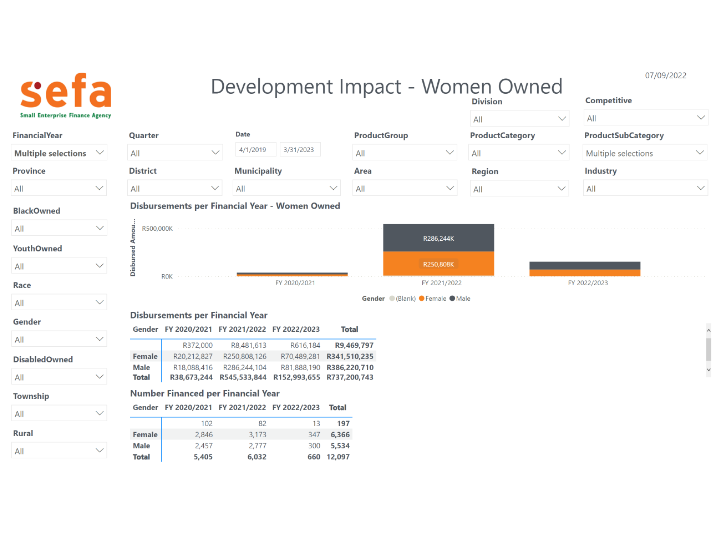 07/09/2022
sefa
Small Enterprise Finance Agency
Development Impact - Women Owned
Division
Competitive
All
All
FinancialYear
Quarter
Date
ProductGroup
ProductCategory
ProductSubCategory
Multiple selections
All
4/1/2019
3/31/2023
All
All
Multiple selections
Province
District
Municipality
Area
Region
Industry
All
All
All
All
All
All
BlackOwned
All
YouthOwned
All
Race
All
Gender
All
DisabledOwned
All
Township
All
Rural
All
Disbursements per Financial Year - Women Owned
Disbursed Amou...
R500,000K
R0K
R286,244K
R250,808K
FY 2020/2021
FY 2021/2022
FY 2022/2023
Gender (Blank) Female Male
Disbursements per Financial Year
Gender FY 2020/2021 FY 2021/2022 FY 2022/2023 Total
R372,000 R8,481,613 R616,184 R9,469,797
Female R20,212,827 R250,808,126 R70,489,281 R341,510,235
Male R18,088,416 R286,244,104 R81,888,190 R386,220,710
Total R38,673,244 R545,533,844 R152,993,655 R737,200,743
Number Financed per Financial Year
Gender FY 2020/2021 FY 2021/2022 FY 2022/2023 Total
102 82 13 197
Female 2,846 3,173 347 6,366
Male 2,457 2,777 300 5,534
Total 5,405 6,032 660 12,097